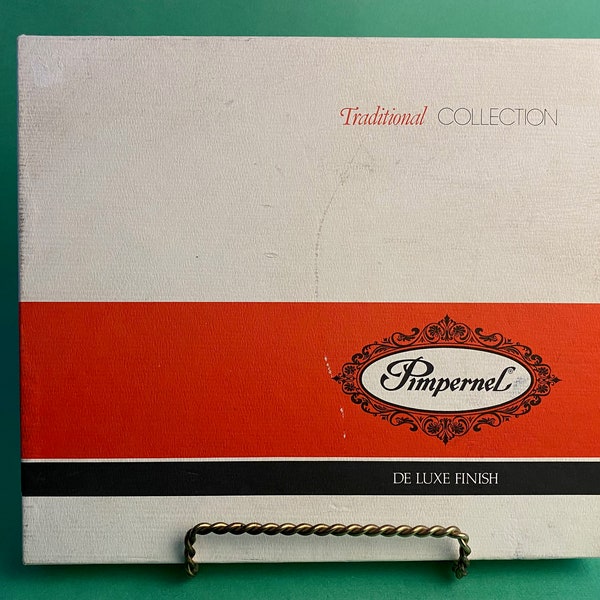 Traditional COLLECTION
Pimpernel
DE LUXE FINISH